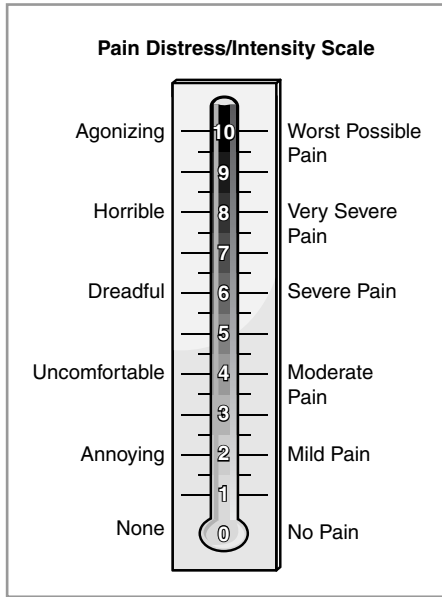 Pain Distress/Intensity Scale
Agonizing
10
Worst Possible
Pain
9
Horrible
8
Very Severe
Pain
7
Dreadful
6
Severe Pain
5
Uncomfortable
4
Moderate
Pain
3
Annoying
2
Mild Pain
1
None
0
No Pain